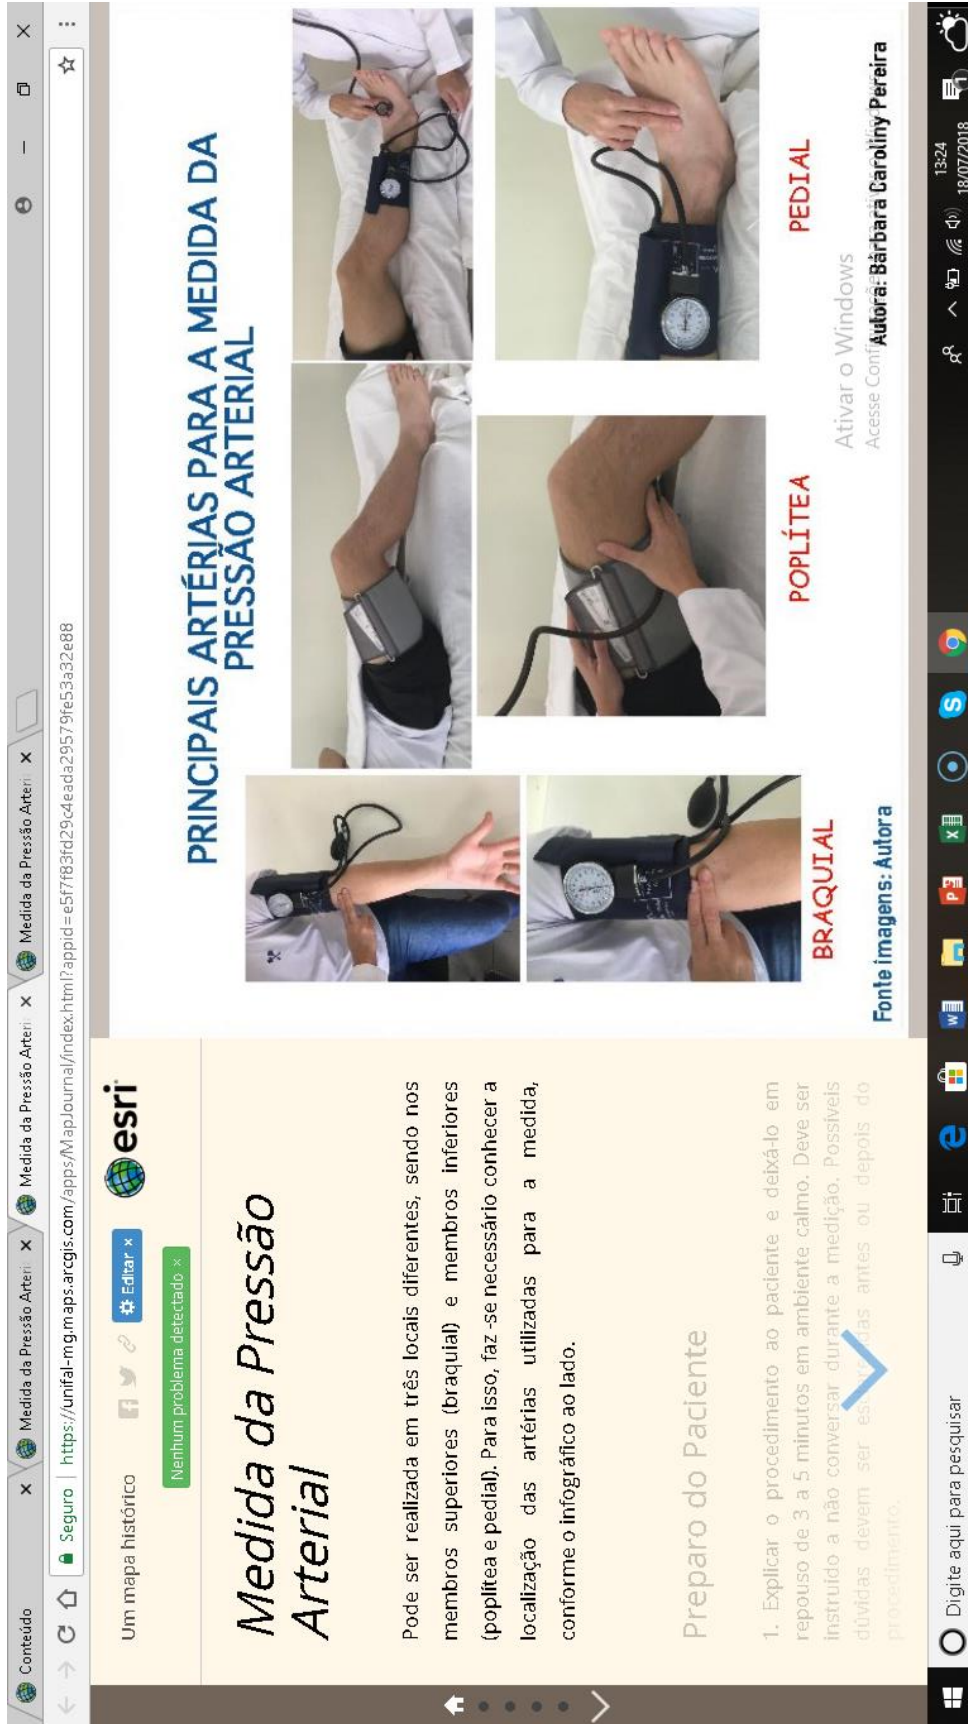 Conteúdo
Medida da Pressão Arteri
Medida da Pressão Arteri
Medida da Pressão Arteri
Seguro
https://unifal-mg.maps.arcgis.com/apps/MapJournal/index.html?appid=e5f7f83fd29c4eada29579fe53a32e88
Um mapa histórico
Editar
esri
Nenhum problema detectado
Medida da Pressão
Arterial
Pode ser realizada em três locais diferentes, sendo nos
membros superiores (braquial) e membros inferiores
(poplítea e pedial). Para isso, faz -se necessário conhecer a
localização das artérias utilizadas para a medida,
conforme o infográfico ao lado.
Preparo do Paciente
1. Explicar o procedimento ao paciente e deixá-lo em
repouso de 3 a 5 minutos em ambiente calmo. Deve ser
instruído a não conversar durante a medição. Possíveis
dúvidas devem ser antes ou depois do
procedimento.
PRINCIPAIS ARTÉRIAS PARA A MEDIDA DA
PRESSÃO ARTERIAL
BRAQUIAL
POPLÍTEA
PEDIAL
Fonte imagens: Autora
Ativar o Windows
Acesse
Autora: Bárbara Caroliny Pereira
Digite aqui para pesquisar
13:24
18/07/2018